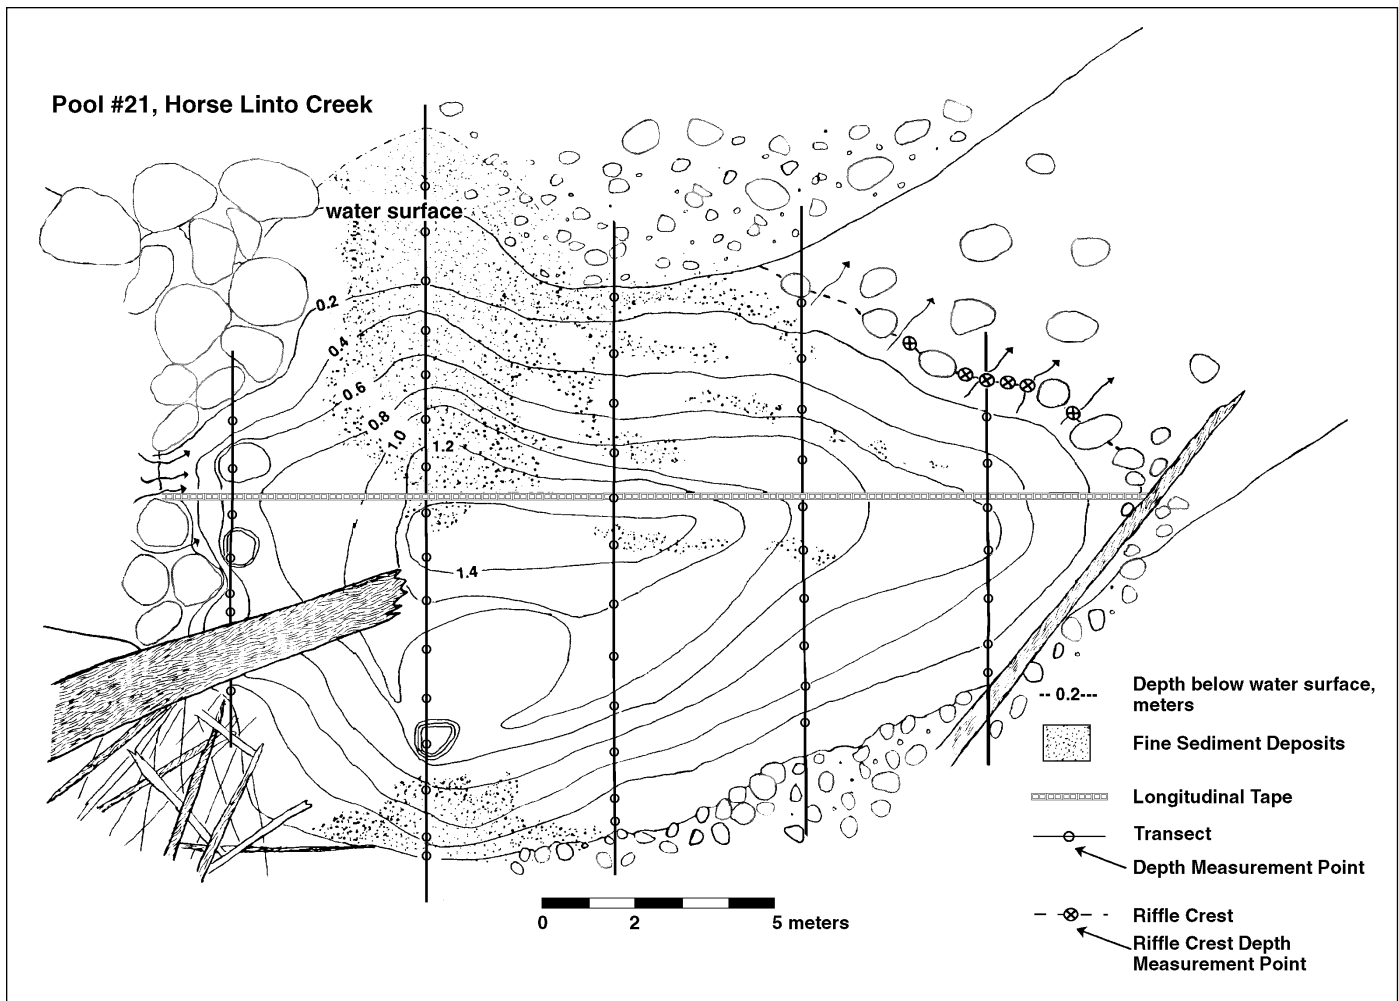 Pool #21, Horse Linto Creek
water surface
0.2
0.4
0.6
0.8
1.0
1.2
1.4
-- 0.2---
Depth below water surface,
meters
Fine Sediment Deposits
Longitudinal Tape
Transect
Depth Measurement Point
Riffle Crest
Riffle Crest Depth
Measurement Point
0 2 5 meters